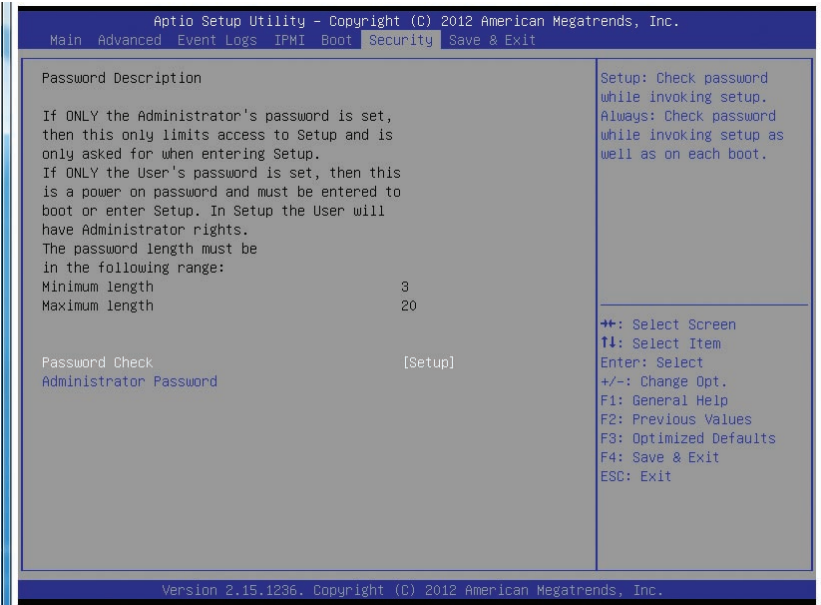 Aptio Setup Utility – Copyright (C) 2012 American Megatrends, Inc.
Main Advanced Event Logs IPMI Boot Security Save & Exit
Password Description
If ONLY the Administrator's password is set,
then this only limits access to Setup and is
only asked for when entering Setup.
If ONLY the User's password is set, then this
is a power on password and must be entered to
boot or enter Setup. In Setup the User will
have Administrator rights.
The password length must be
in the following range:
Minimum length 3
Maximum length 20
Password Check [Setup]
Administrator Password
Setup: Check password
while invoking setup.
Always: Check password
while invoking setup as
well as on each boot.
→←: Select Screen
↑↓: Select Item
Enter: Select
+/-: Change Opt.
F1: General Help
F2: Previous Values
F3: Optimized Defaults
F4: Save & Exit
ESC: Exit
Version 2.15.1236. Copyright (C) 2012 American Megatrends, Inc.